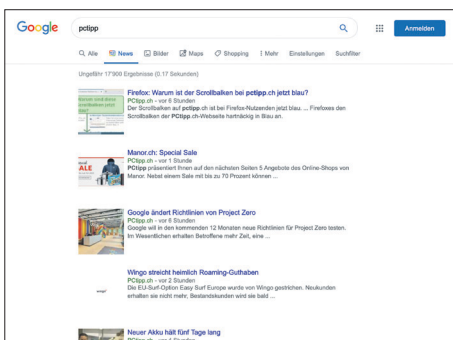 Google
pctipp
Anmelden
Alle News Bilder Maps Shopping Mehr Einstellungen Suchfilter
Ungefähr 17'900 Ergebnisse (0.17 Sekunden)
Firefox: Warum ist der Scrollbalken bei pctipp.ch jetzt blau?
PCtipp.ch - vor 6 Stunden
Der Scrollbalken auf pctipp.ch ist bei Firefox-Nutzenden jetzt blau. ... Firefoxes den
Scrollbalken der PCtipp.ch-Webseite hartnäckig in Blau an.
Manor.ch: Special Sale
PCtipp.ch - vor 1 Stunde
PCtipp präsentiert Ihnen auf den nächsten Seiten 5 Angebote des Online-Shops von
Manor. Nebst einem Sale mit bis zu 70 Prozent können ...
ALE
Google ändert Richtlinien von Project Zero
PCtipp.ch - vor 6 Stunden
Google will in den kommenden 12 Monaten neue Richtlinien für Project Zero testen.
Im Wesentlichen erhalten Betroffene mehr Zeit, eine ...
Wingo streicht heimlich Roaming-Guthaben
PCtipp.ch - vor 2 Stunden
Die EU-Surf-Option Easy Surf Europe wurde von Wingo gestrichen. Neukunden
erhalten sie nicht mehr, Bestandskunden wird sie bald ...
wingo
Neuer Akku hält fünf Tage lang